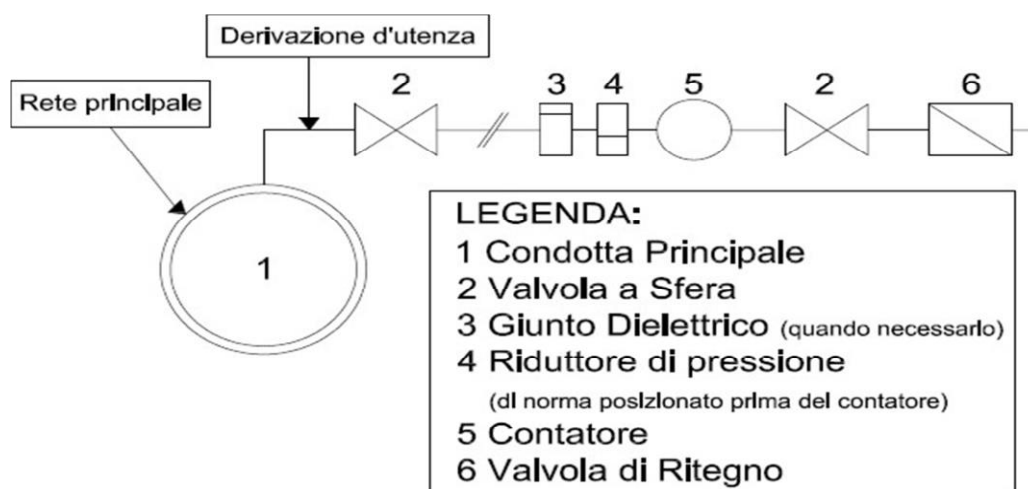 Derivazione d'utenza
Rete principale
2
3
4
5
2
6
1
LEGENDA:
1 Condotta Principale
2 Valvola a Sfera
3 Giunto Dielettrico (quando necessario)
4 Riduttore di pressione
(di norma posizionato prima del contatore)
5 Contatore
6 Valvola di Ritegno